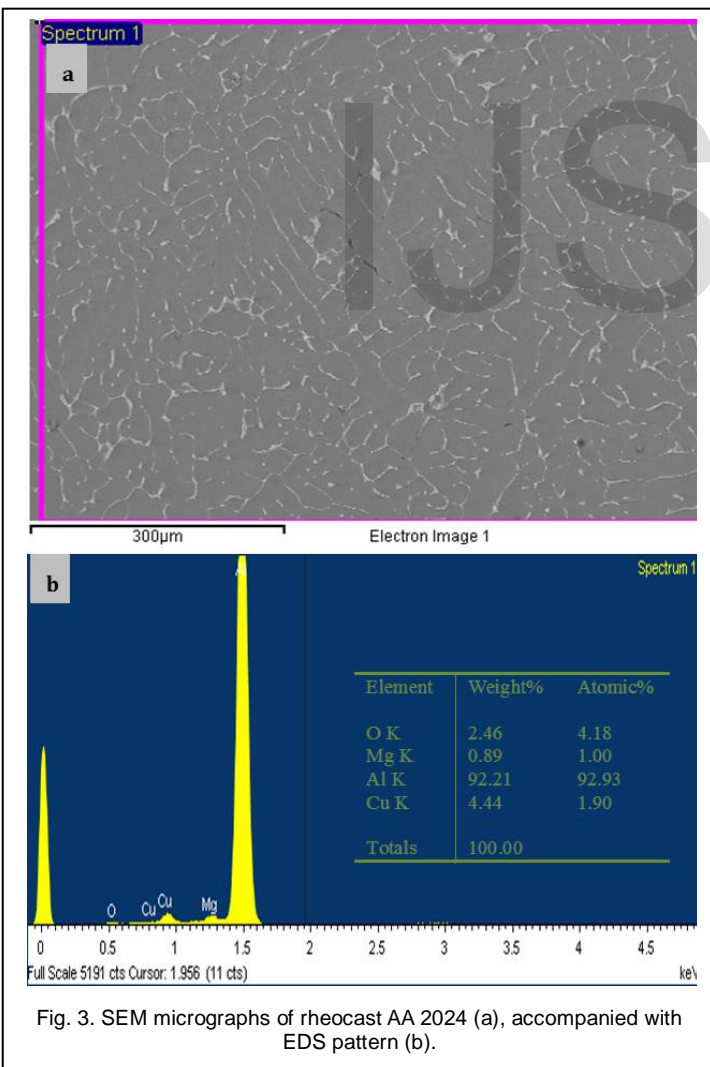 Spectrum 1
a
IJS
300µm
Electron Image 1
b
Spectrum 1
Al
Element Weight% Atomic%
O K 2.46 4.18
Mg K 0.89 1.00
Al K 92.21 92.93
Cu K 4.44 1.90
Totals 100.00
O Cu Cu Mg
0 0.5 1 1.5 2 2.5 3 3.5 4 4.5
Full Scale 5191 cts Cursor: 1.956 (11 cts)
keV
Fig. 3. SEM micrographs of rheocast AA 2024 (a), accompanied with
EDS pattern (b).